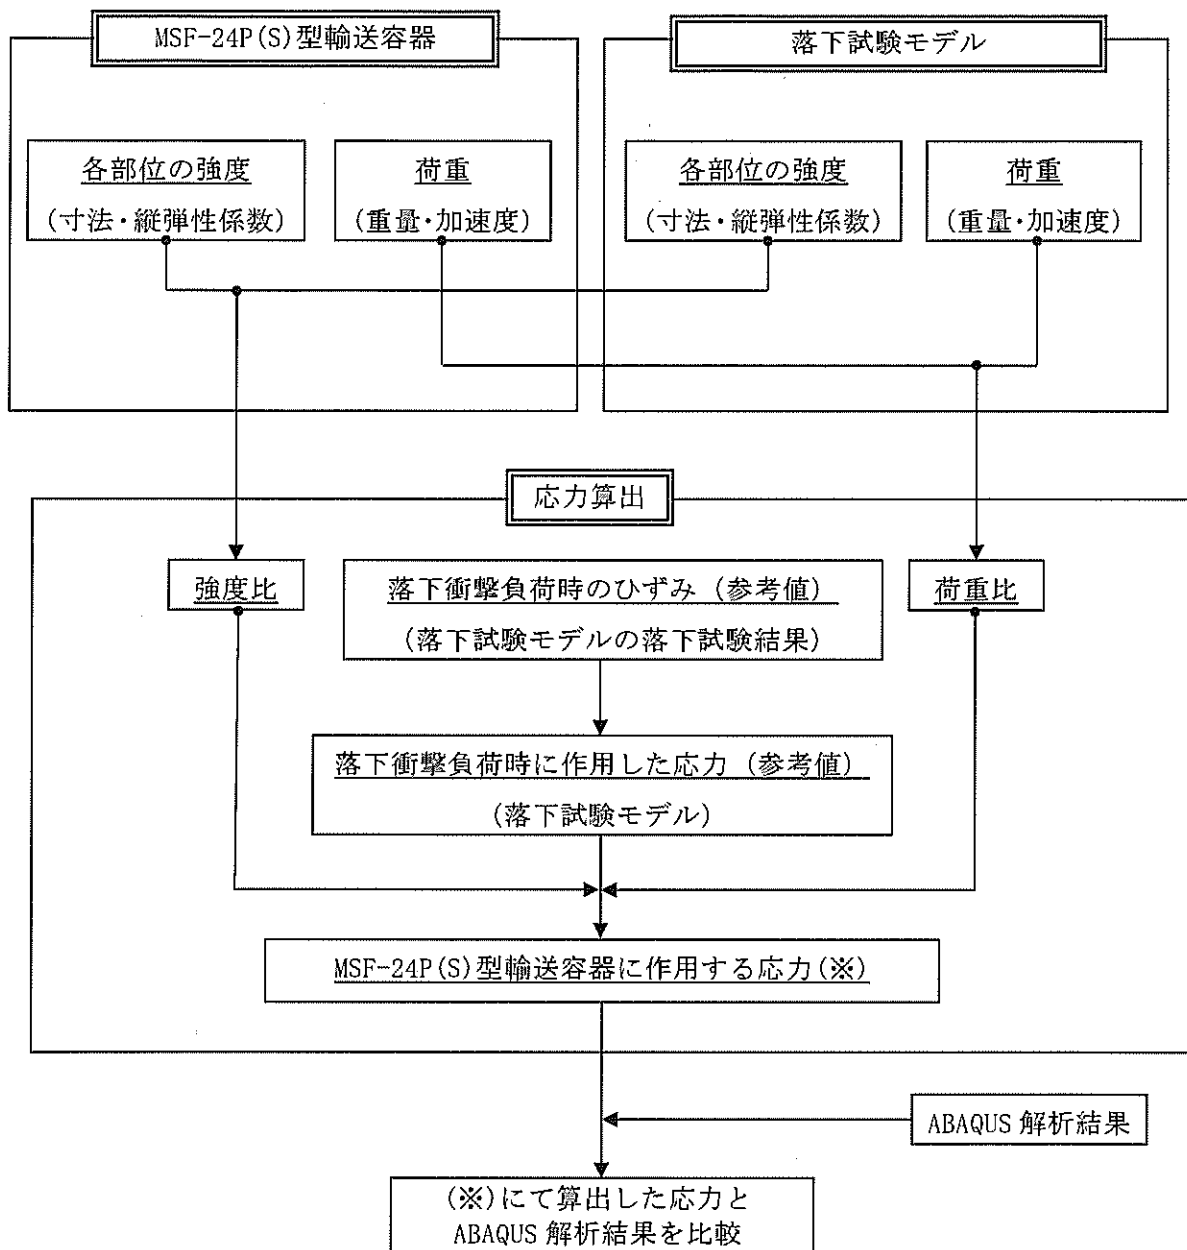 MSF-24P(S)型輸送容器
落下試験モデル
各部位の強度
(寸法・縦弾性係数)
荷重
(重量・加速度)
各部位の強度
(寸法・縦弾性係数)
荷重
(重量・加速度)
応力算出
強度比
落下衝撃負荷時のひずみ(参考値)
(落下試験モデルの落下試験結果)
荷重比
落下衝撃負荷時に作用した応力(参考値)
(落下試験モデル)
MSF-24P(S)型輸送容器に作用する応力(※)
ABAQUS 解析結果
(※)にて算出した応力と
ABAQUS 解析結果を比較